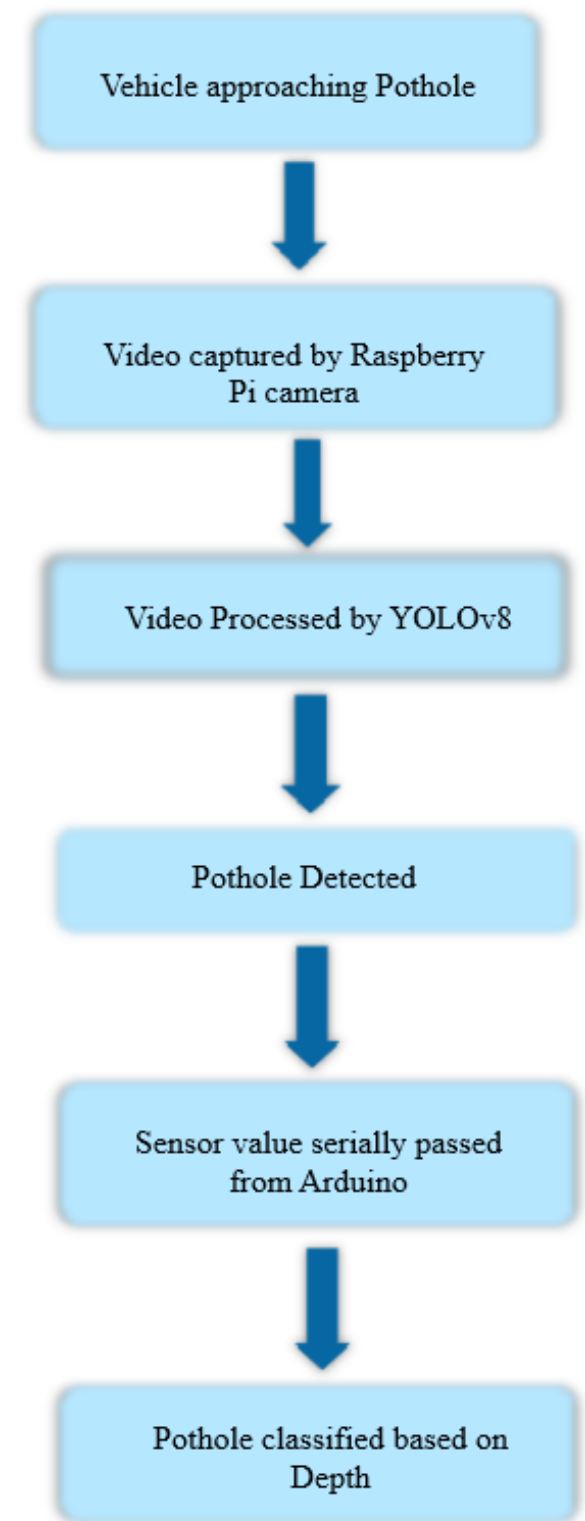 Vehicle approaching Pothole
Video captured by Raspberry
Pi camera
Video Processed by YOLOv8
Pothole Detected
Sensor value serially passed
from Arduino
Pothole classified based on
Depth